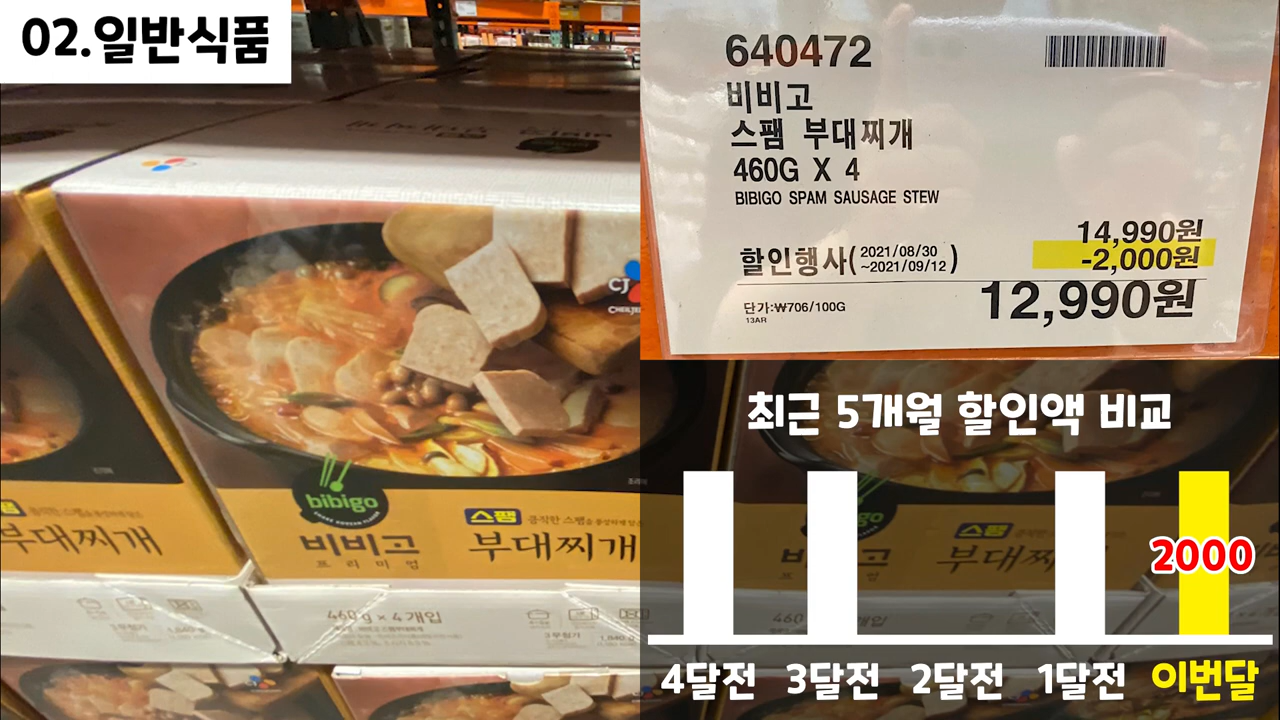 02.일반식품
640472
비비고
스팸 부대찌개
460G X 4
BIBIGO SPAM SAUSAGE STEW
14,990원
할인행사(2021/08/30
~2021/09/12)
-2,000원
12,990원
단가:₩706/100G
13AR
최근 5개월 할인액 비교
2000
4달전 3달전 2달전 1달전 이번달
CJ
bibigo
비비고
프리미엄
스팸
부대찌개
부대찌개
460g × 4개입